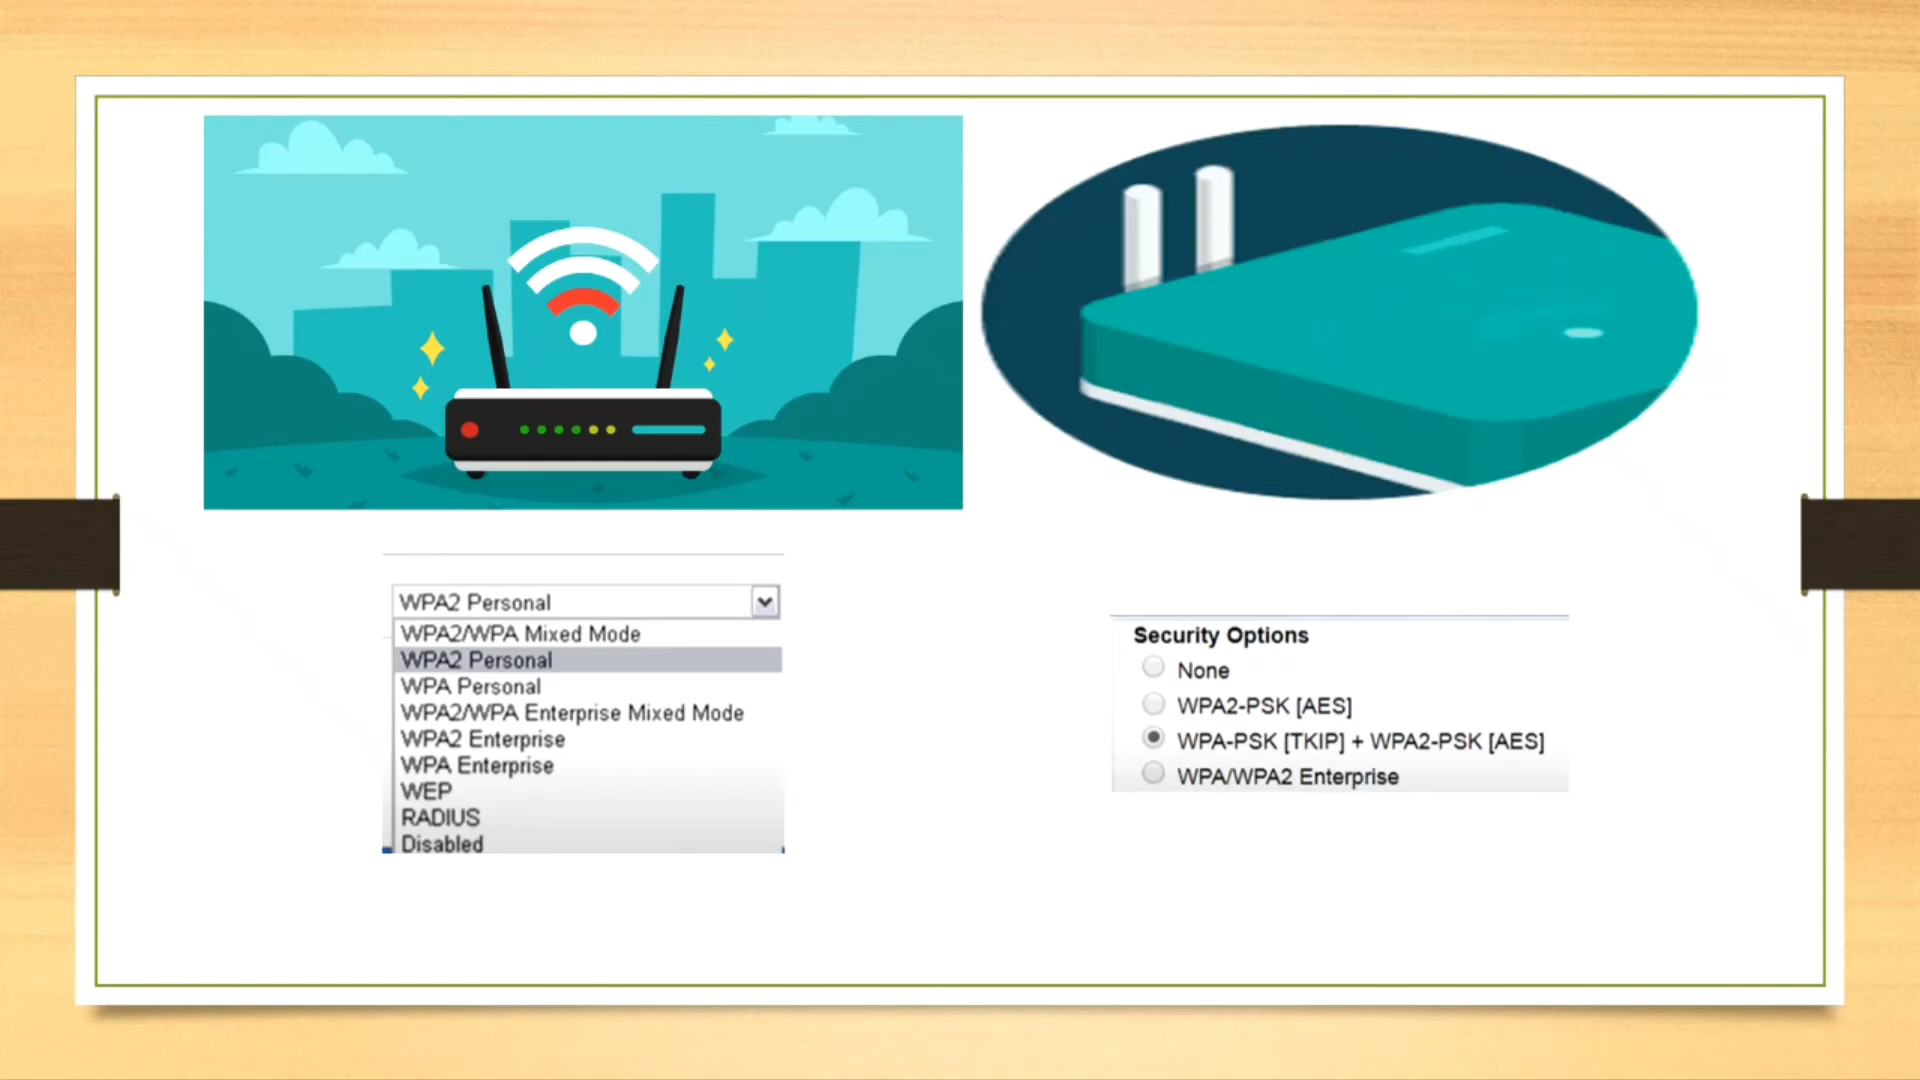 WPA2 Personal
WPA2/WPA Mixed Mode
WPA2 Personal
WPA Personal
WPA2/WPA Enterprise Mixed Mode
WPA2 Enterprise
WPA Enterprise
WEP
RADIUS
Disabled
Security Options
None
WPA2-PSK [AES]
WPA-PSK [TKIP] + WPA2-PSK [AES]
WPA/WPA2 Enterprise